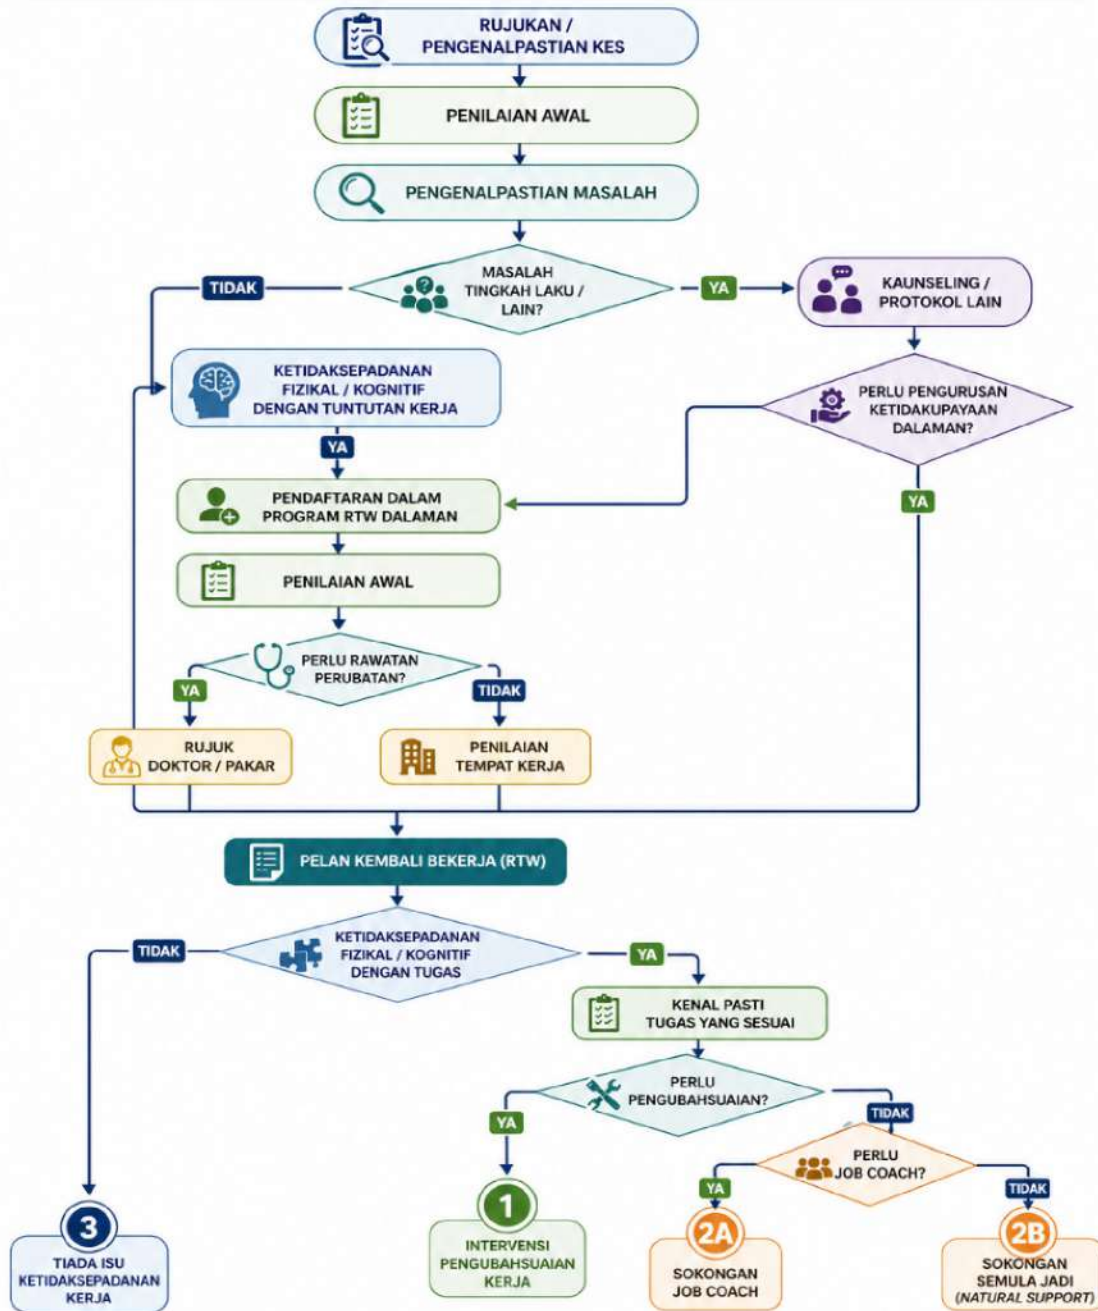 RUJUKAN /
PENGENALPASTIAN KES
PENILAIAN AWAL
PENGENALPASTIAN MASALAH
MASALAH
TINGKAH LAKU /
LAIN?
TIDAK
YA
KAUNSELING /
PROTOKOL LAIN
KETIDAKSEPADANAN
FIZIKAL / KOGNITIF
DENGAN TUNTUTAN KERJA
PERLU PENGURUSAN
KETIDAKUPAYAAN
DALAMAN?
YA
YA
PENDAFTARAN DALAM
PROGRAM RTW DALAMAN
PENILAIAN AWAL
PERLU RAWATAN
PERUBATAN?
YA
TIDAK
RUJUK
DOKTOR / PAKAR
PENILAIAN
TEMPAT KERJA
PELAN KEMBALI BEKERJA (RTW)
KETIDAKSEPADANAN
FIZIKAL / KOGNITIF
DENGAN TUGAS
TIDAK
YA
KENAL PASTI
TUGAS YANG SESUAI
PERLU
PENGUBAHSUAIAN?
YA
TIDAK
PERLU
JOB COACH?
YA
TIDAK
3
TIADA ISU
KETIDAKSEPADANAN
KERJA
1
INTERVENSI
PENGUBAHSUAIAN
KERJA
2A
SOKONGAN
JOB COACH
2B
SOKONGAN
SEMULA JADI
(NATURAL SUPPORT)